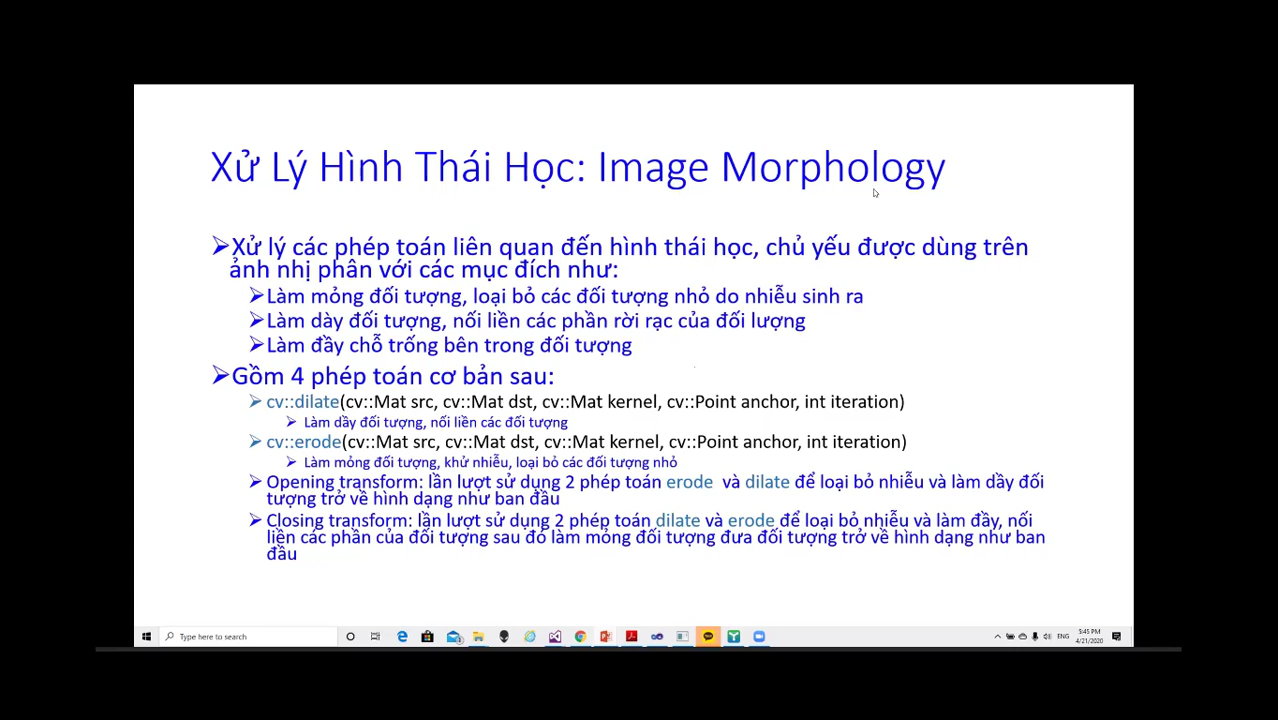 Xử Lý Hình Thái Học: Image Morphology
Xử lý các phép toán liên quan đến hình thái học, chủ yếu được dùng trên
ảnh nhị phân với các mục đích như:
Làm mỏng đối tượng, loại bỏ các đối tượng nhỏ do nhiễu sinh ra
Làm dày đối tượng, nối liền các phần rời rạc của đối lượng
Làm đầy chỗ trống bên trong đối tượng
Gồm 4 phép toán cơ bản sau:
cv::dilate(cv::Mat src, cv::Mat dst, cv::Mat kernel, cv::Point anchor, int iteration)
Làm dầy đối tượng, nối liền các đối tượng
cv::erode(cv::Mat src, cv::Mat dst, cv::Mat kernel, cv::Point anchor, int iteration)
Làm mỏng đối tượng, khử nhiễu, loại bỏ các đối tượng nhỏ
Opening transform: lần lượt sử dụng 2 phép toán erode và dilate để loại bỏ nhiễu và làm dầy đối
tượng trở về hình dạng như ban đầu
Closing transform: lần lượt sử dụng 2 phép toán dilate và erode để loại bỏ nhiễu và làm đầy, nối
liền các phần của đối tượng sau đó làm mỏng đối tượng đưa đối tượng trở về hình dạng như ban
đầu
Type here to search
ENG
5:45 PM
4/21/2020